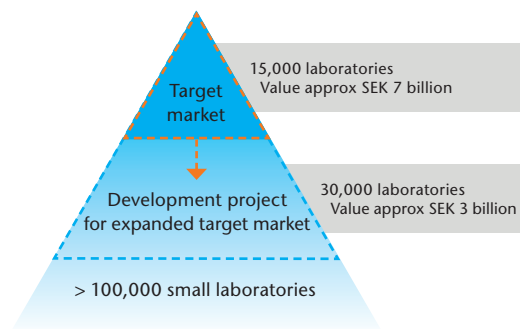 Target
market
15,000 laboratories
Value approx SEK 7 billion
Development project
for expanded target market
30,000 laboratories
Value approx SEK 3 billion
> 100,000 small laboratories